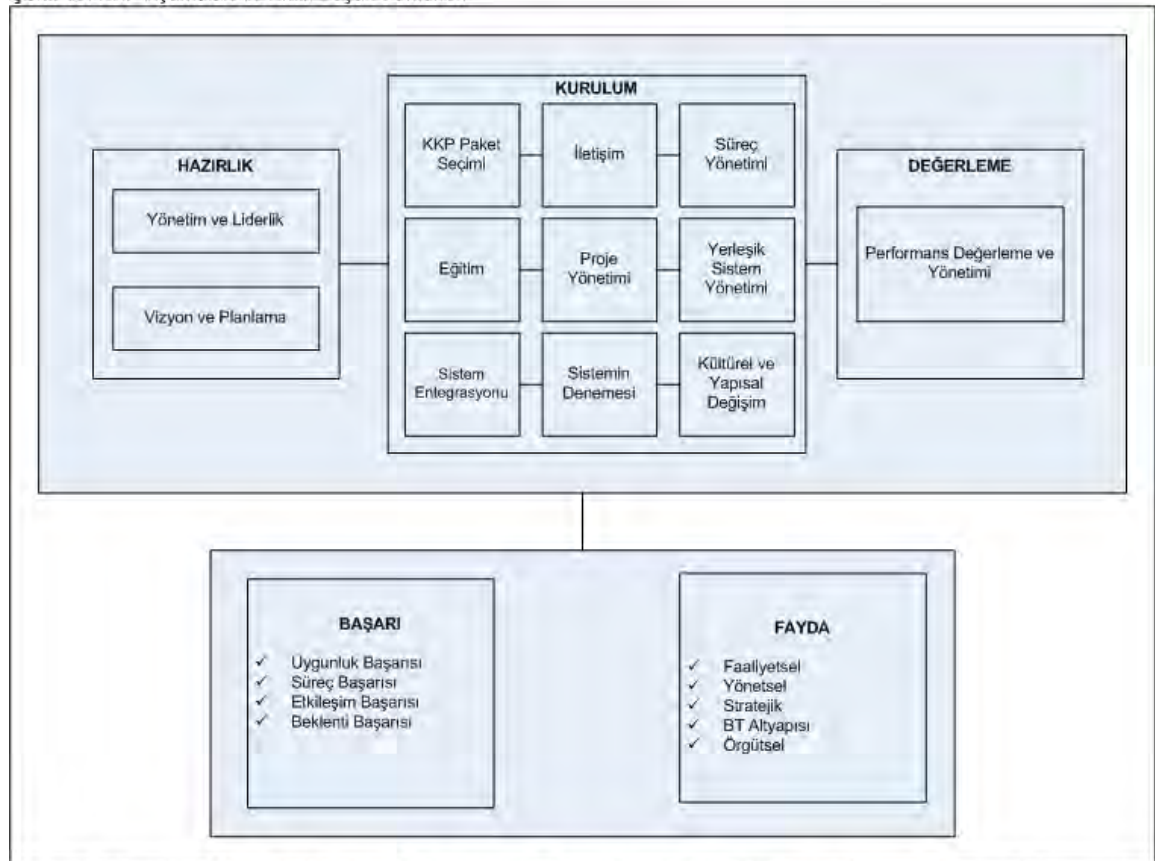 KURULUM
KKP Paket
Seçimi
İletişim
Süreç
Yönetimi
HAZIRLIK
Yönetim ve Liderlik
Vizyon ve Planlama
Eğitim
Proje
Yönetimi
Yerleşik
Sistem
Yönetimi
Sistem
Entegrasyonu
Sistemin
Denemesi
Kültürel ve
Yapısal
Değişim
DEĞERLEME
Performans Değerleme ve
Yönetimi
BAŞARI
✓ Uygunluk Başarısı
✓ Süreç Başarısı
✓ Etkileşim Başarısı
✓ Beklenti Başarısı
FAYDA
✓ Faaliyetsel
✓ Yönetsel
✓ Stratejik
✓ BT Altyapısı
✓ Örgütsel